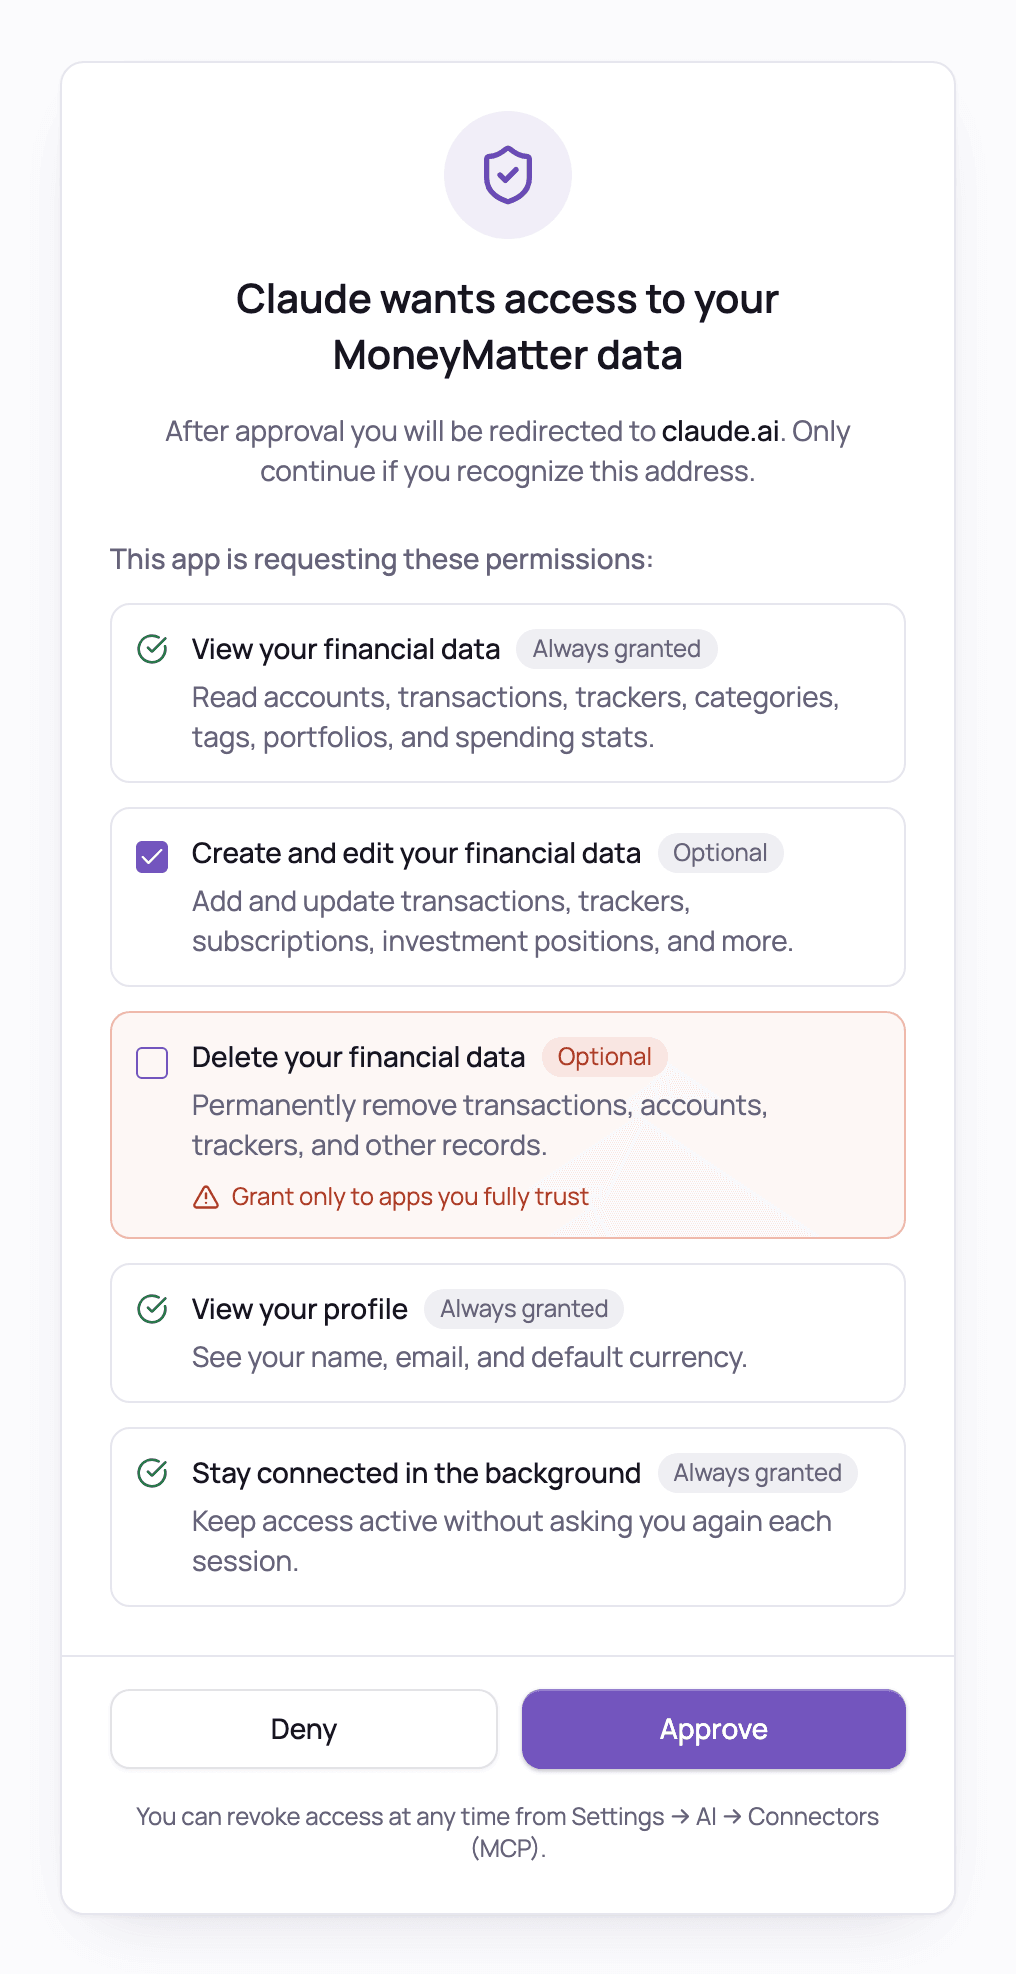 Claude wants access to your
MoneyMatter data
After approval you will be redirected to claude.ai. Only
continue if you recognize this address.
This app is requesting these permissions:
View your financial data Always granted
Read accounts, transactions, trackers, categories,
tags, portfolios, and spending stats.
Create and edit your financial data Optional
Add and update transactions, trackers,
subscriptions, investment positions, and more.
Delete your financial data Optional
Permanently remove transactions, accounts,
trackers, and other records.
Grant only to apps you fully trust
View your profile Always granted
See your name, email, and default currency.
Stay connected in the background Always granted
Keep access active without asking you again each
session.
Deny Approve
You can revoke access at any time from Settings → AI → Connectors
(MCP).